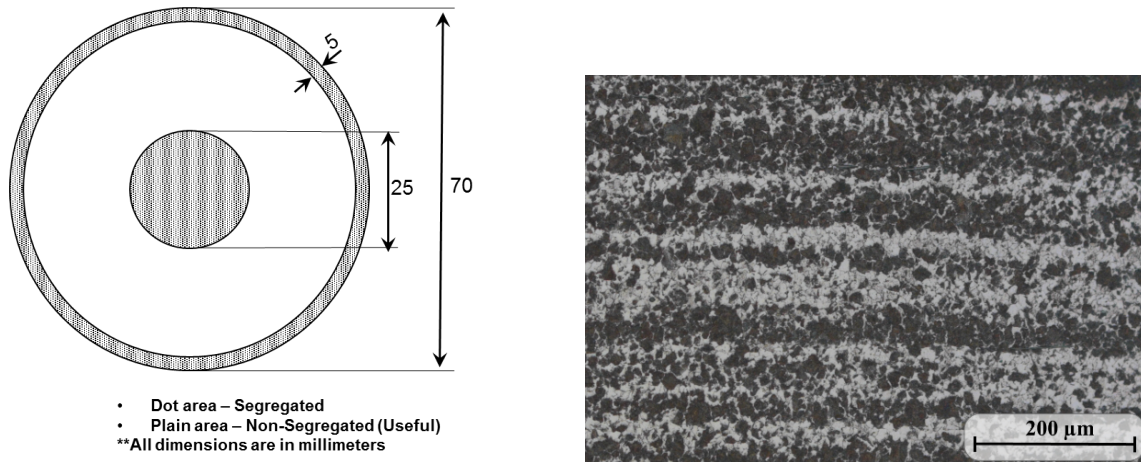 5
25
70
• Dot area – Segregated
• Plain area – Non-Segregated (Useful)
**All dimensions are in millimeters
200 µm